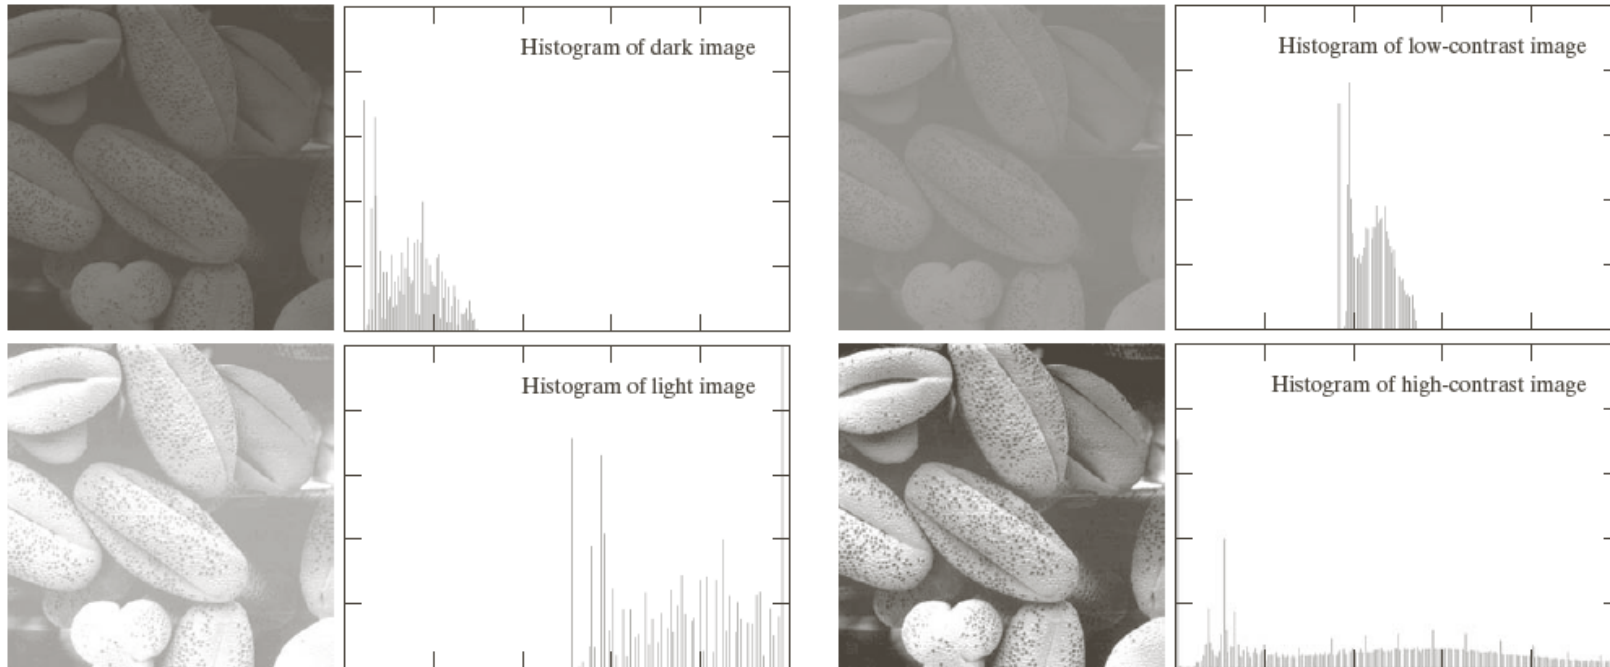 Histogram of dark image
Histogram of low-contrast image
Histogram of light image
Histogram of high-contrast image